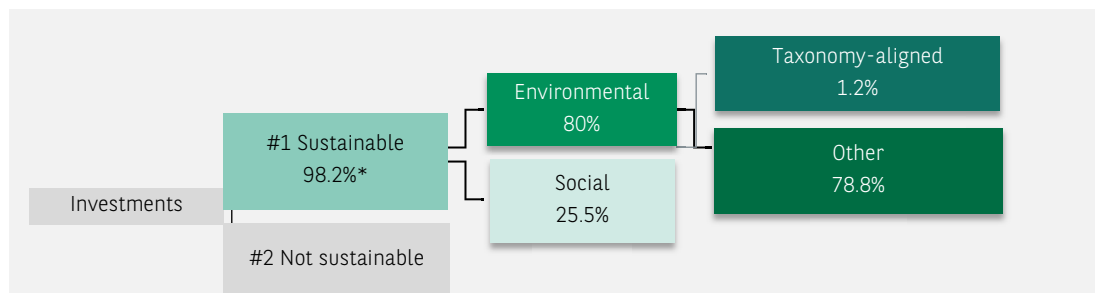 Investments
#1 Sustainable
98.2%*
#2 Not sustainable
Environmental
80%
Social
25.5%
Taxonomy-aligned
1.2%
Other
78.8%